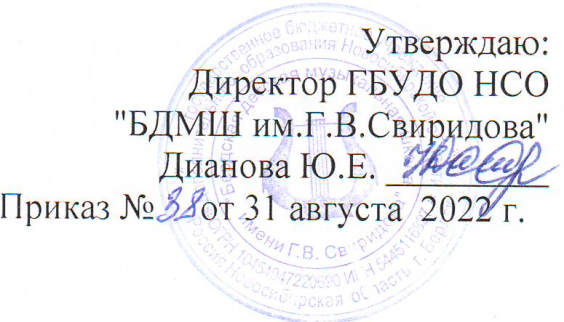 Утверждаю:
Директор ГБУДО НСО
"БДМШ им.Г.В.Свиридова"
Дианова Ю.Е.
Приказ № 38 от 31 августа 2022 г.